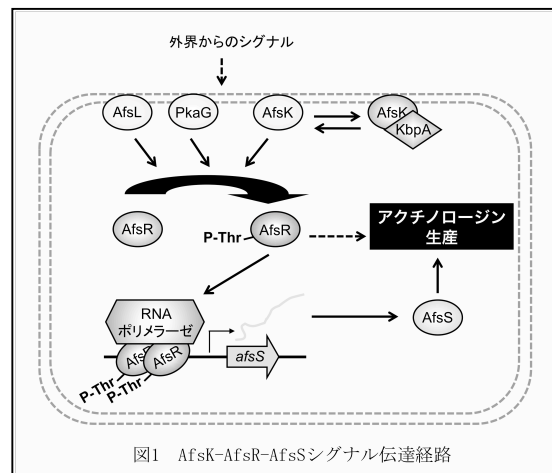 外界からのシグナル
AfsL
PkaG
AfsK
AfsK
KbpA
AfsR
P-Thr
AfsR
アクチノロージン
生産
RNA
ポリメラーゼ
AfsR
AfsR
P-Thr
P-Thr
afsS
AfsS
図1 AfsK-AfsR-AfsSシグナル伝達経路